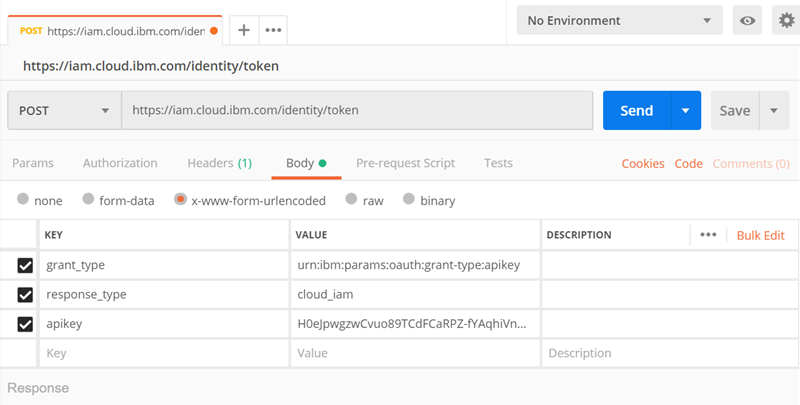 POST https://iam.cloud.ibm.com/iden
+ ••• No Environment
https://iam.cloud.ibm.com/identity/token
POST https://iam.cloud.ibm.com/identity/token Send Save
Params Authorization Headers (1) Body Pre-request Script Tests Cookies Code Comments (0)
none form-data x-www-form-urlencoded raw binary
KEY VALUE DESCRIPTION ••• Bulk Edit
grant_type urn:ibm:params:oauth:grant-type:apikey
response_type cloud_iam
apikey H0eJpwgzwCvuo89TCdFCaRPZ-fYAqhiVn...
Key Value Description
Response